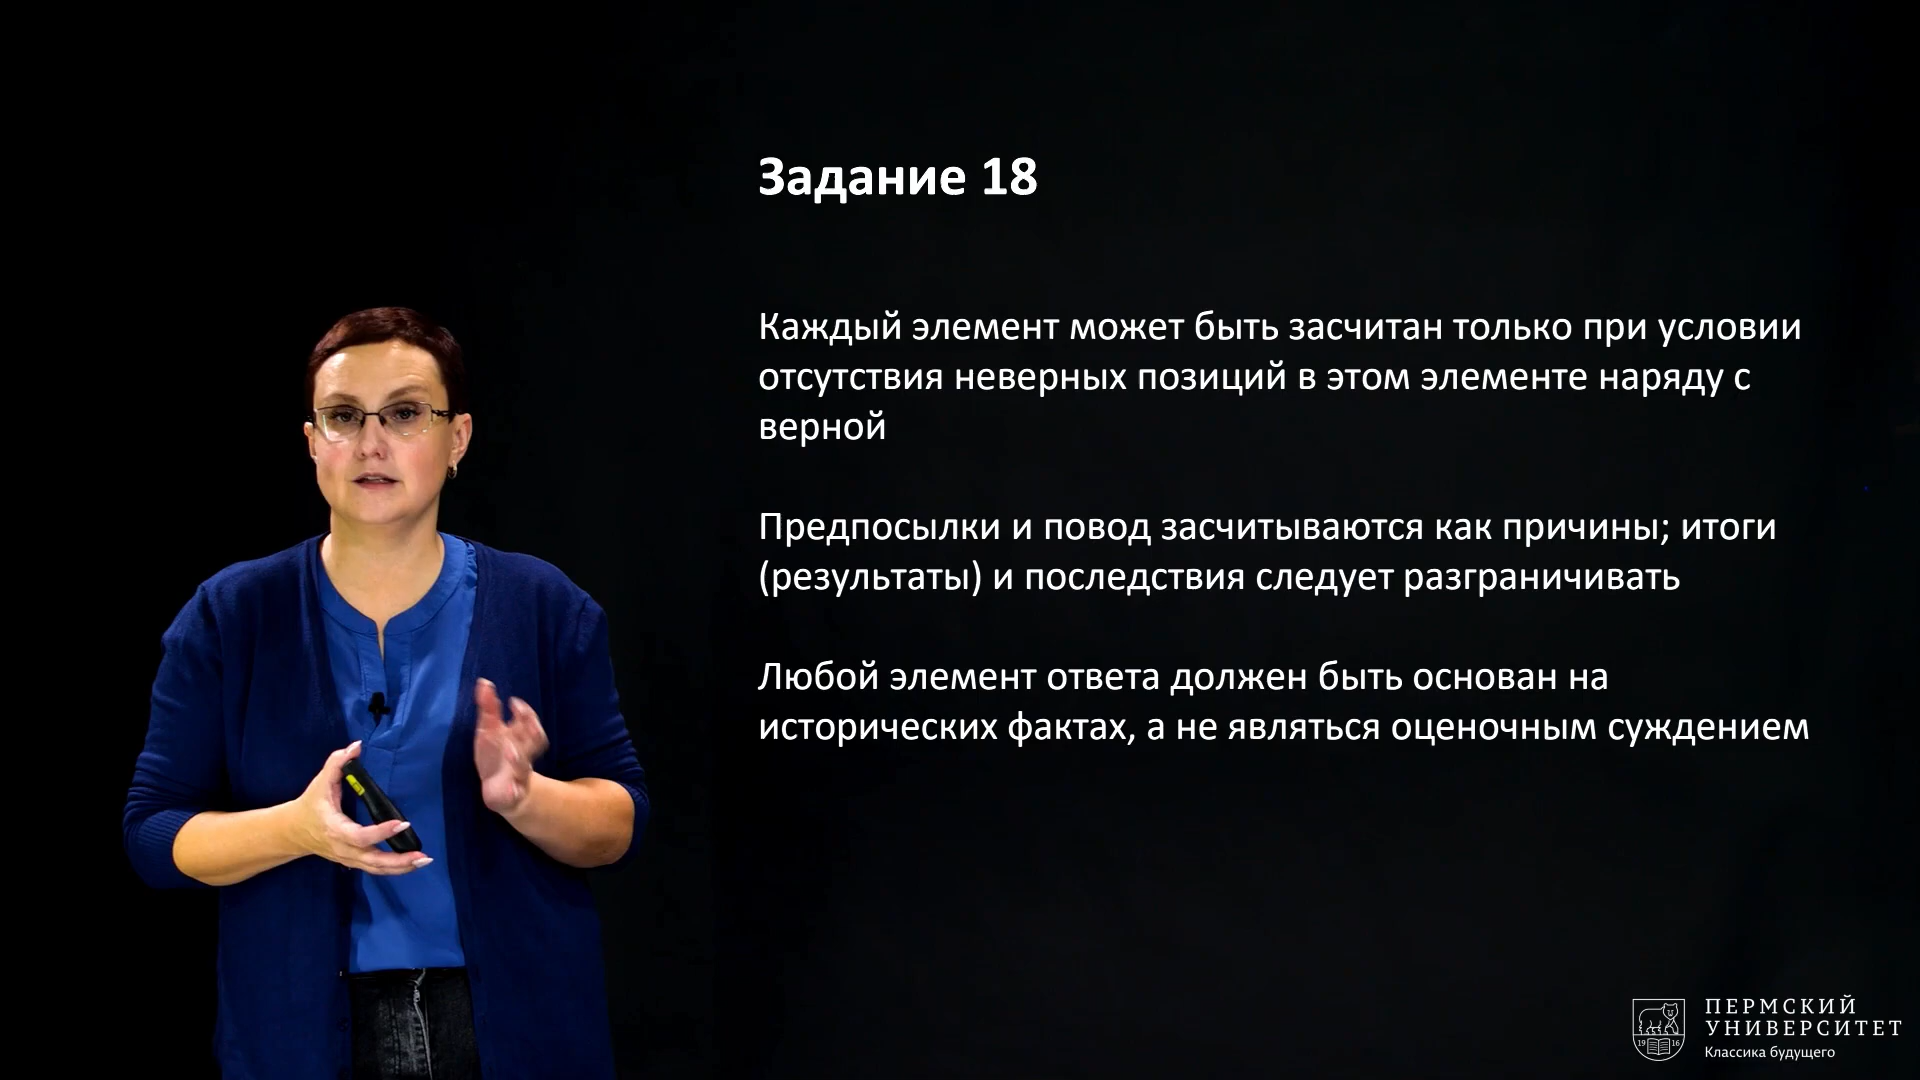 Задание 18
Каждый элемент может быть засчитан только при условии
отсутствия неверных позиций в этом элементе наряду с
верной
Предпосылки и повод засчитываются как причины; итоги
(результаты) и последствия следует разграничивать
Любой элемент ответа должен быть основан на
исторических фактах, а не являться оценочным суждением
19 16
ПЕРМСКИЙ
УНИВЕРСИТЕТ
Классика будущего